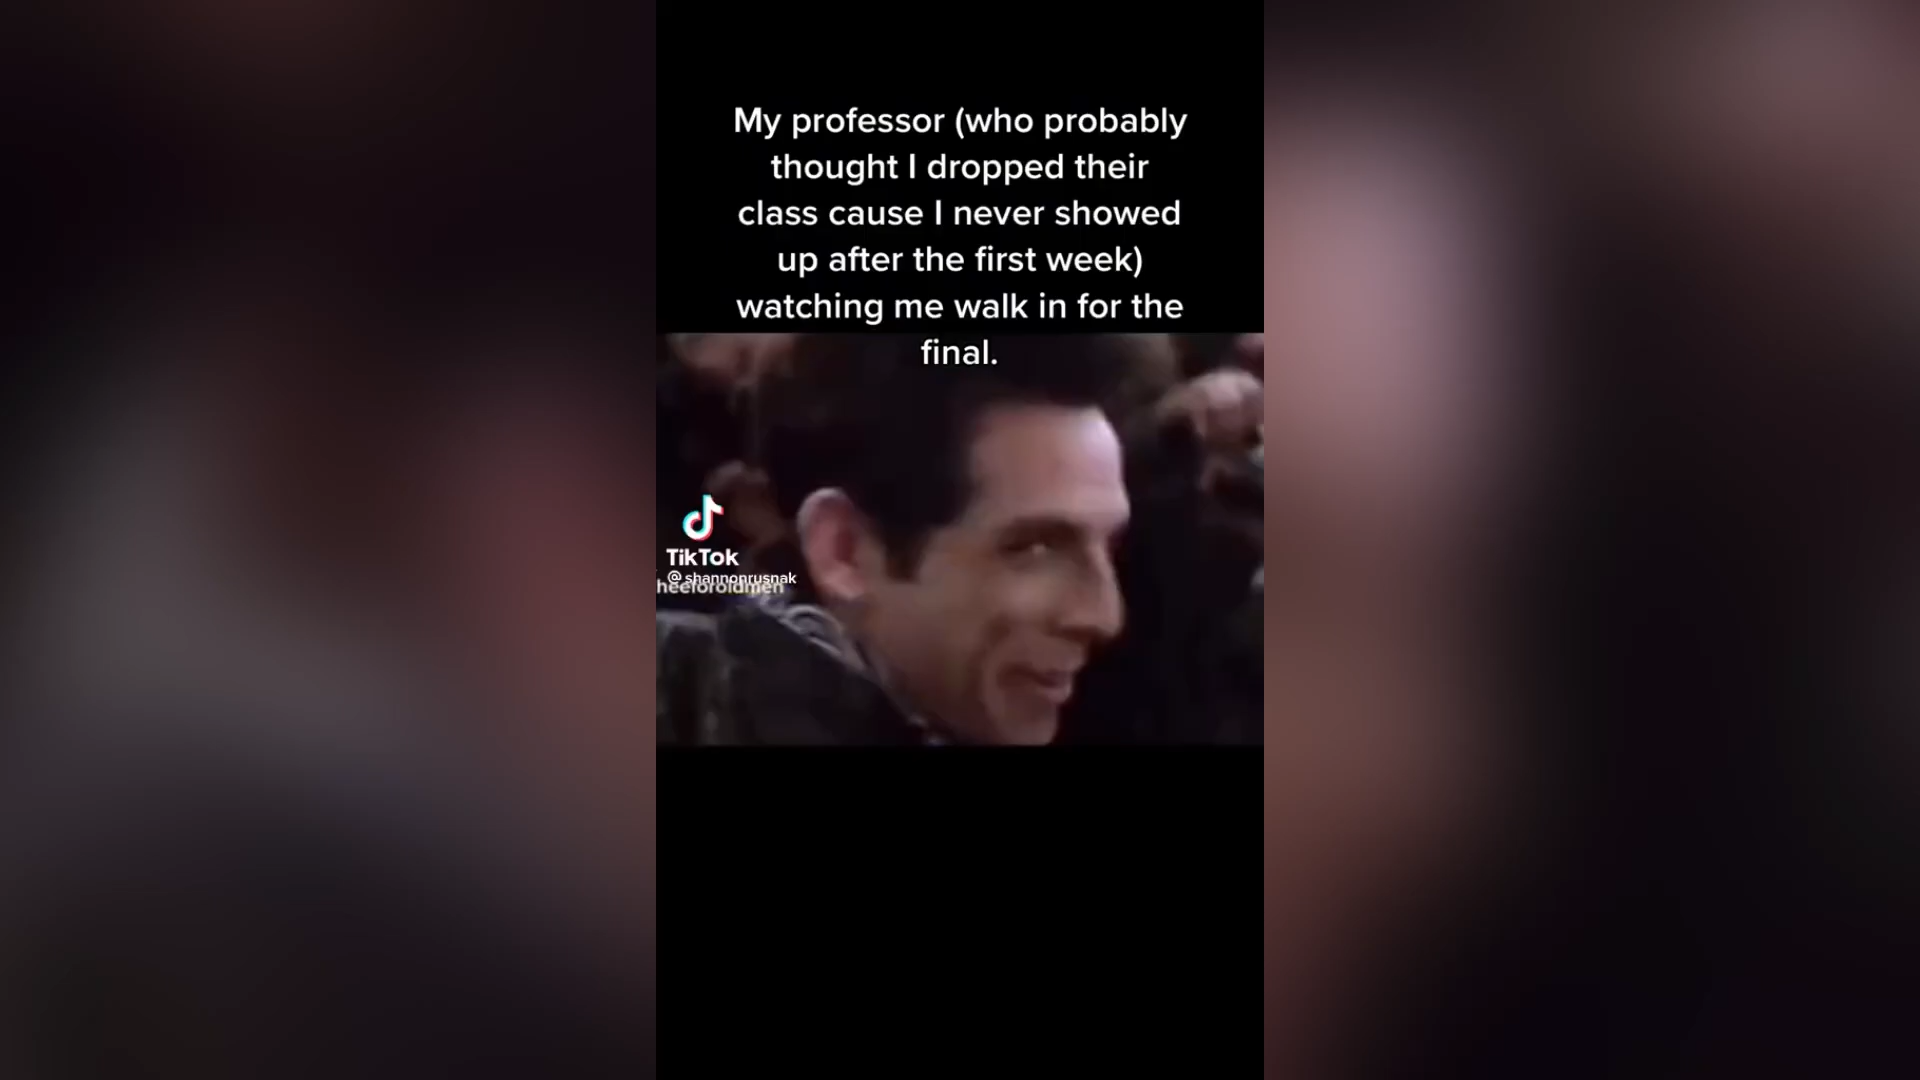 My professor (who probably
thought I dropped their
class cause I never showed
up after the first week)
watching me walk in for the
final.
TikTok
@shannonrusnak
heeforoldmen